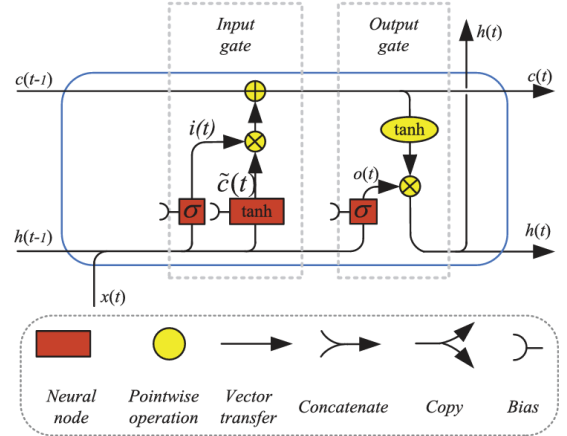 Input
gate
Output
gate
h(t)
c(t-1)
c(t)
i(t)
tanh
c̃(t)
o(t)
σ
tanh
σ
h(t-1)
h(t)
x(t)
Neural
node
Pointwise
operation
Vector
transfer
Concatenate
Copy
Bias